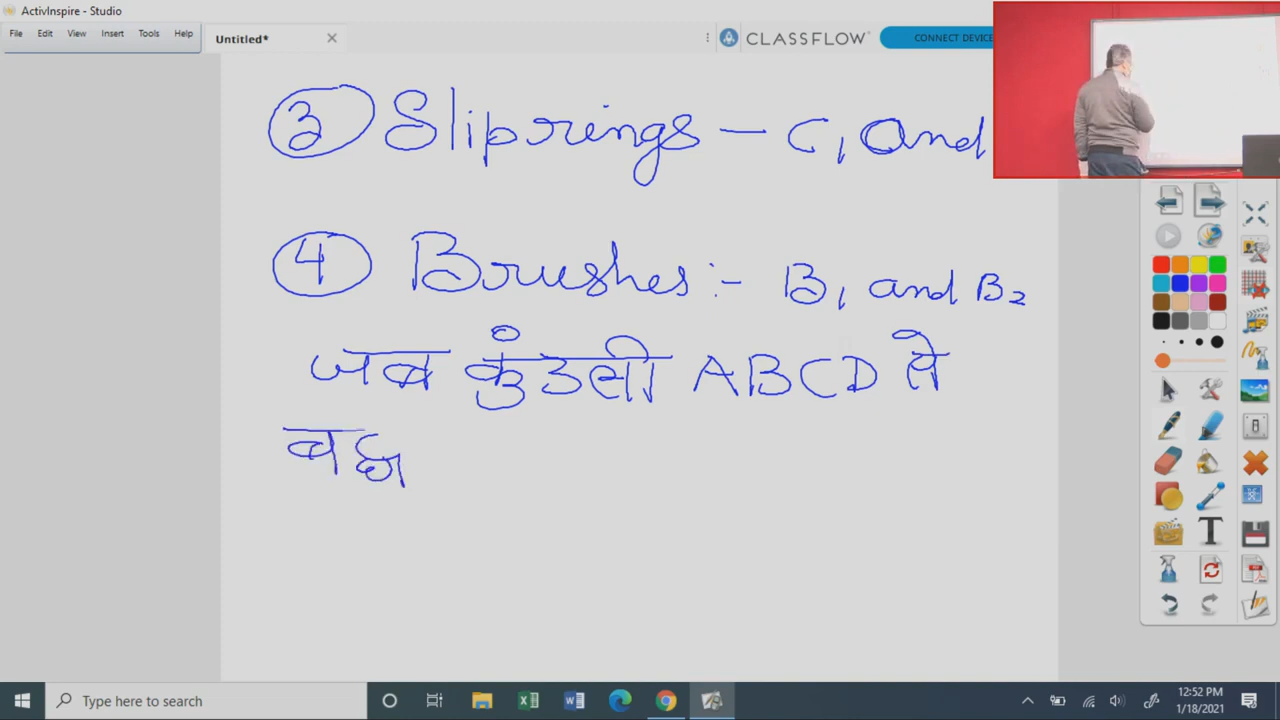 ActivInspire - Studio
File Edit View Insert Tools Help
Untitled*
CLASSFLOW
CONNECT DEVICE
3 Sliprings - C1 and
4 Brushes :- B1 and B2
जब कुंडली ABCD ते
T
Type here to search
12:52 PM
1/18/2021